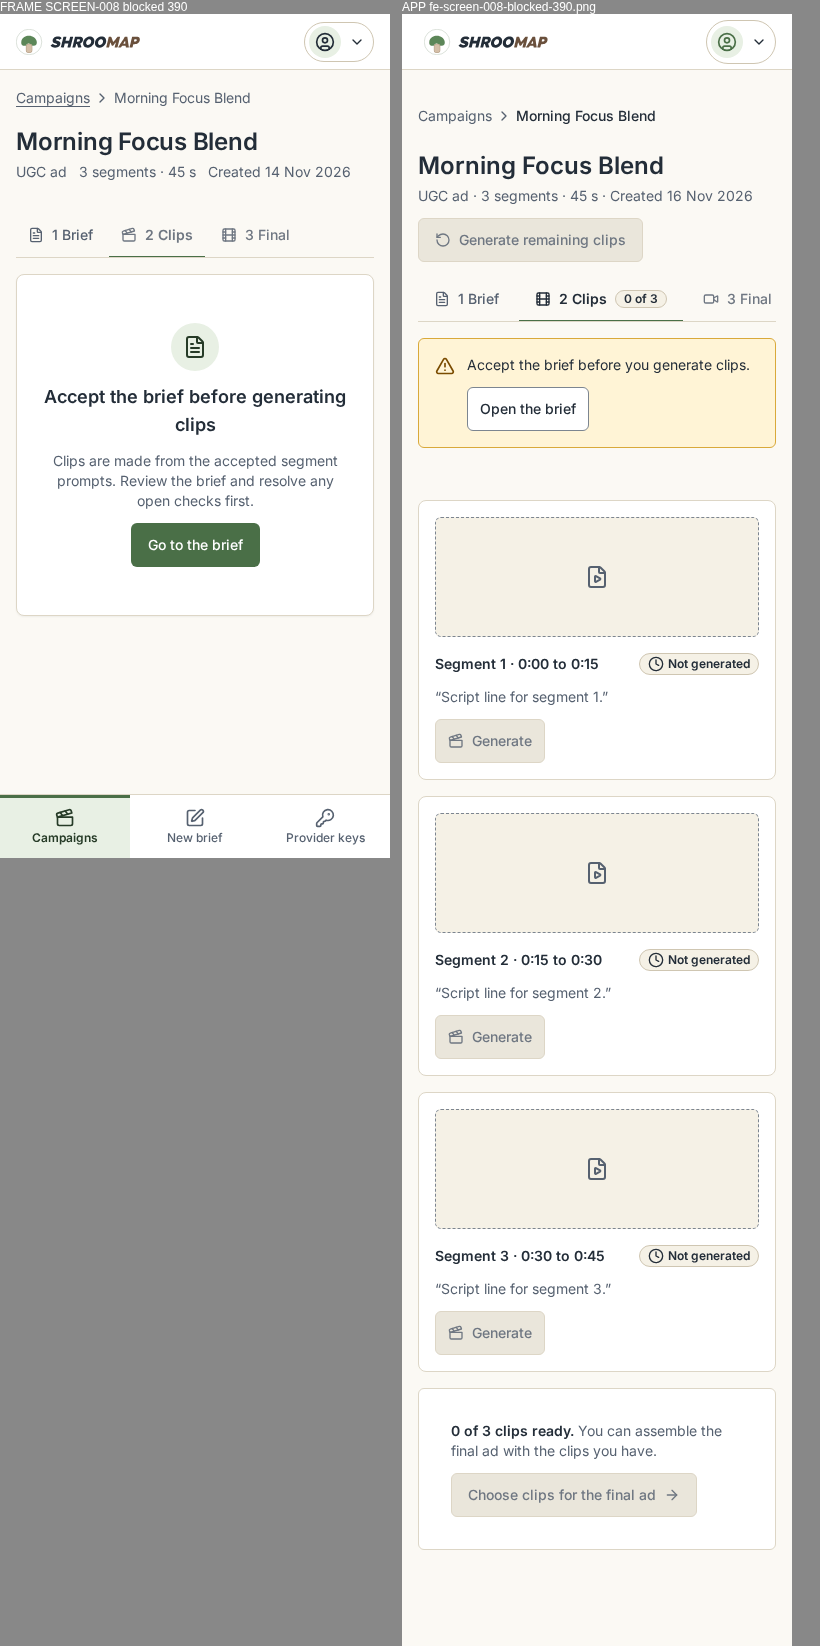 FRAME SCREEN-008 blocked 390
SHROOMAP
Campaigns > Morning Focus Blend
Morning Focus Blend
UGC ad 3 segments · 45 s Created 14 Nov 2026
1 Brief 2 Clips 3 Final
Accept the brief before generating
clips
Clips are made from the accepted segment
prompts. Review the brief and resolve any
open checks first.
Go to the brief
Campaigns New brief Provider keys
APP fe-screen-008-blocked-390.png
SHROOMAP
Campaigns > Morning Focus Blend
Morning Focus Blend
UGC ad · 3 segments · 45 s · Created 16 Nov 2026
Generate remaining clips
1 Brief 2 Clips 0 of 3 3 Final
Accept the brief before you generate clips.
Open the brief
Segment 1 · 0:00 to 0:15 Not generated
“Script line for segment 1.”
Generate
Segment 2 · 0:15 to 0:30 Not generated
“Script line for segment 2.”
Generate
Segment 3 · 0:30 to 0:45 Not generated
“Script line for segment 3.”
Generate
0 of 3 clips ready. You can assemble the
final ad with the clips you have.
Choose clips for the final ad